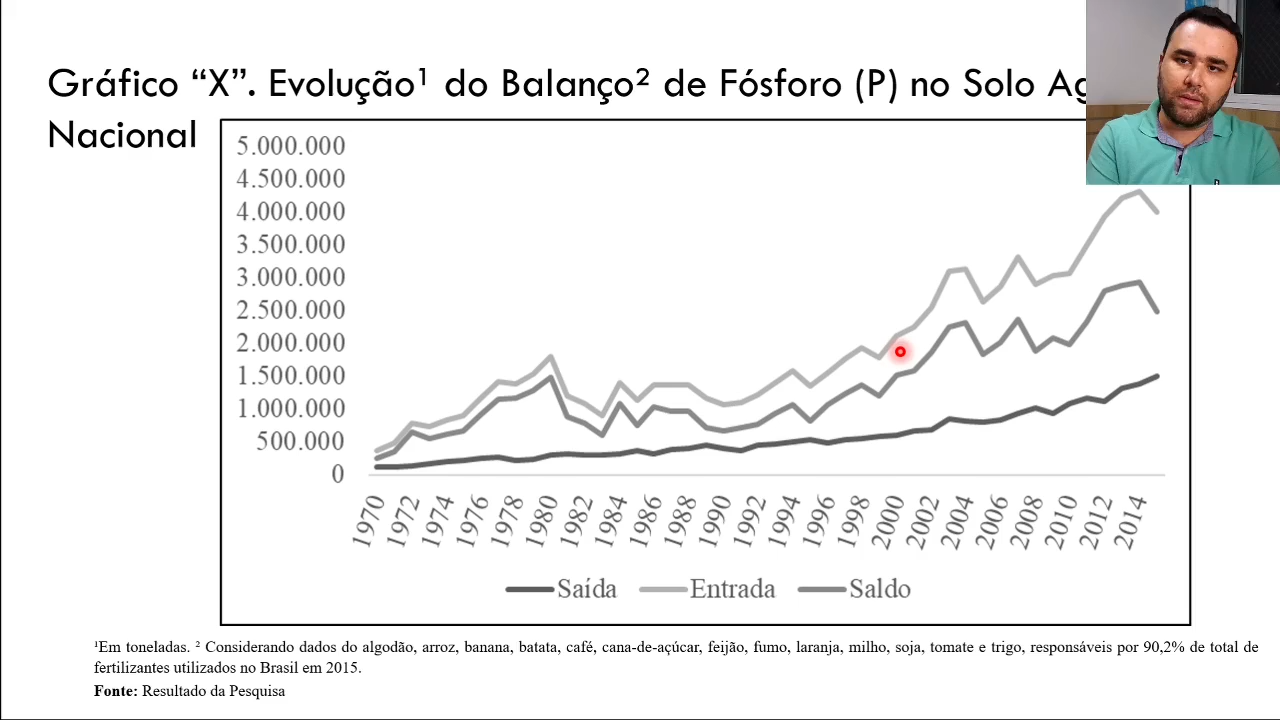 Gráfico “X”. Evolução¹ do Balanço² de Fósforo (P) no Solo
Nacional
5.000.000
4.500.000
4.000.000
3.500.000
3.000.000
2.500.000
2.000.000
1.500.000
1.000.000
500.000
0
1970 1972 1974 1976 1978 1980 1982 1984 1986 1988 1990 1992 1994 1996 1998 2000 2002 2004 2006 2008 2010 2012 2014
Saída Entrada Saldo
¹Em toneladas. ² Considerando dados do algodão, arroz, banana, batata, café, cana-de-açúcar, feijão, fumo, laranja, milho, soja, tomate e trigo, responsáveis por 90,2% de total de
fertilizantes utilizados no Brasil em 2015.
Fonte: Resultado da Pesquisa